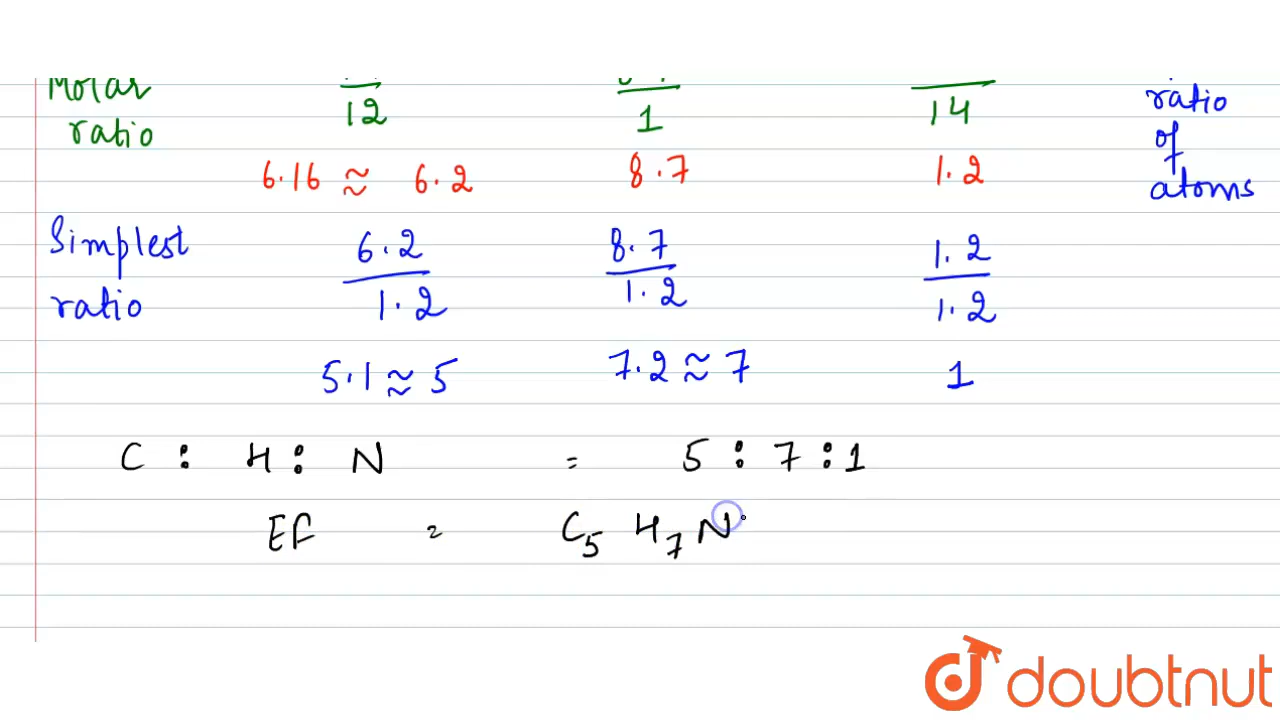 Molar 12 1 14 ratio
ratio of
6.16 ≈ 6.2 8.7 1.2 atoms
Simplest 6.2 8.7 1.2
ratio 1.2 1.2 1.2
5.1 ≈ 5 7.2 ≈ 7 1
C : H : N = 5 : 7 : 1
EF = C5 H7 N
doubtnut